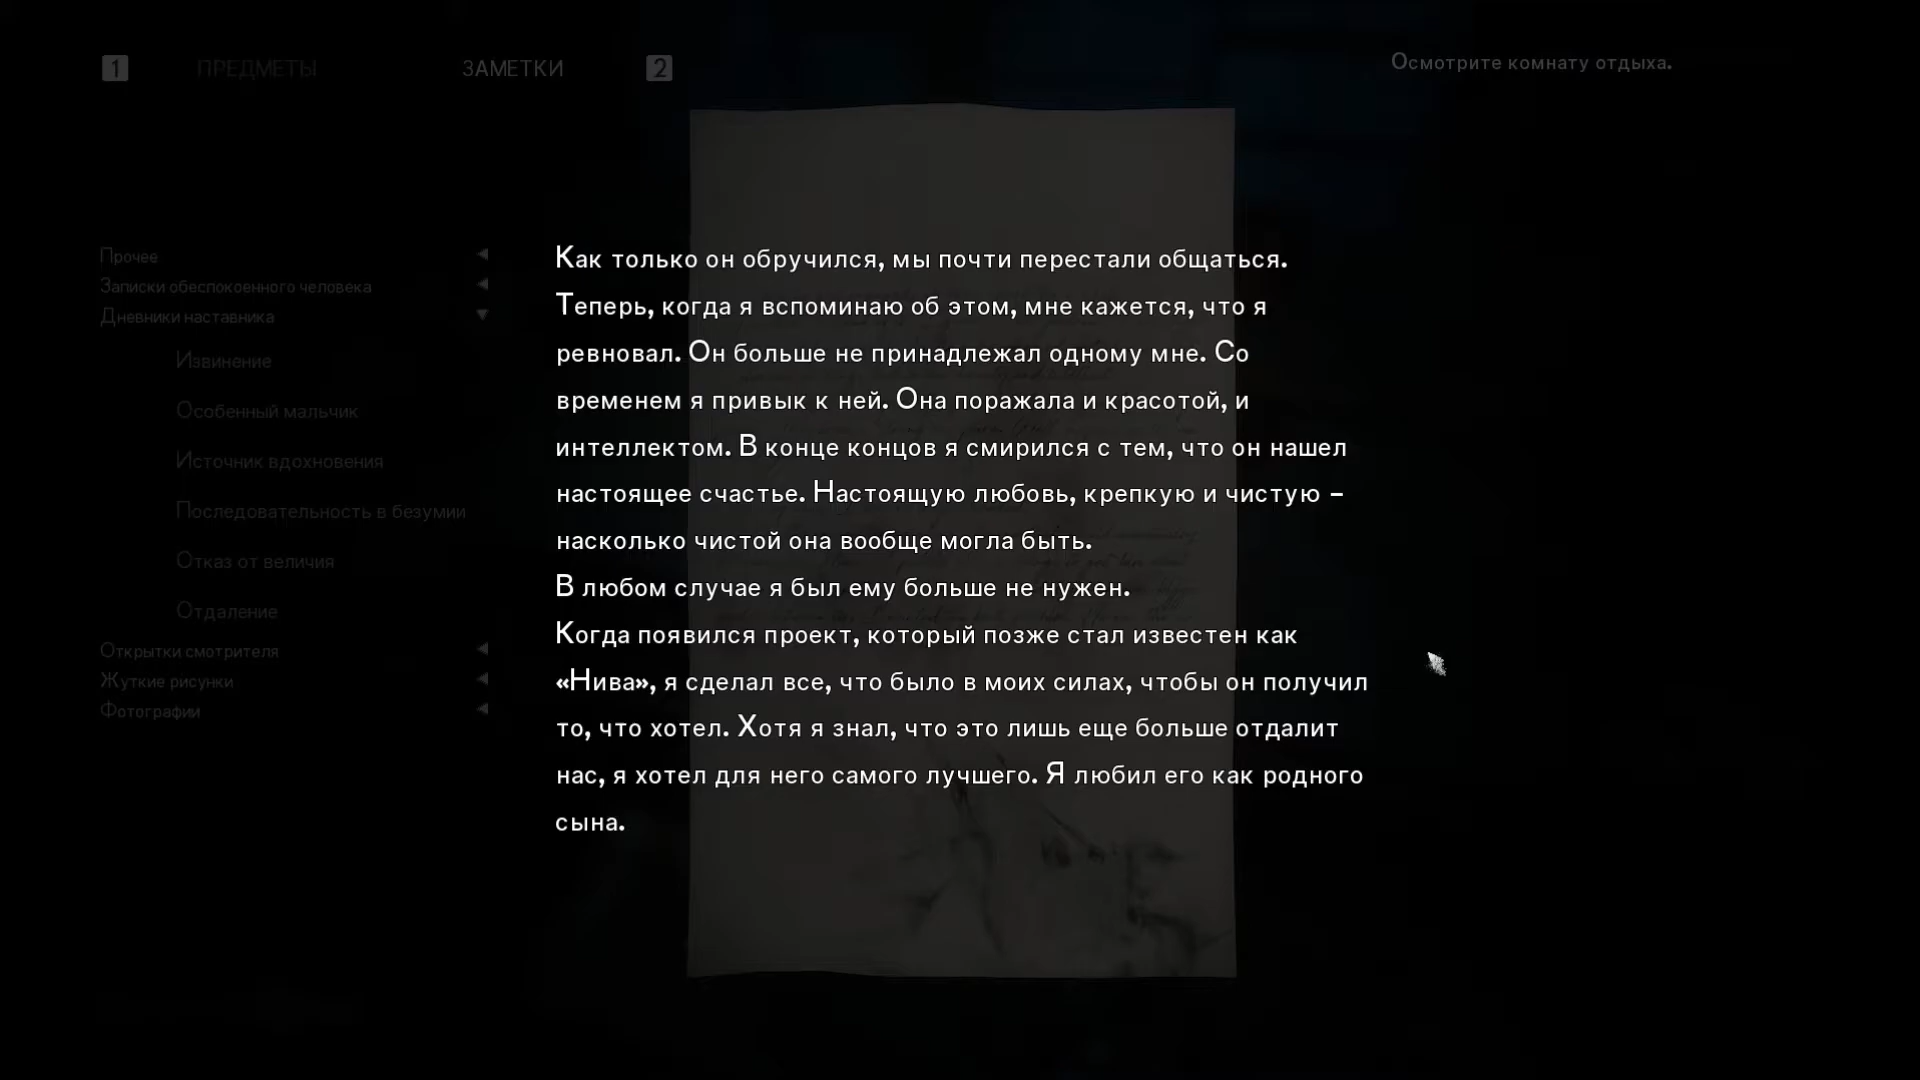 1 ПРЕДМЕТЫ ЗАМЕТКИ 2
Осмотрите комнату отдыха.
Прочее
Записки обеспокоенного человека
Дневники наставника
Извинение
Особенный мальчик
Источник вдохновения
Последовательность в безумии
Отказ от величия
Отдаление
Открытки смотрителя
Жуткие рисунки
Фотографии
Как только он обручился, мы почти перестали общаться.
Теперь, когда я вспоминаю об этом, мне кажется, что я
ревновал. Он больше не принадлежал одному мне. Со
временем я привык к ней. Она поражала и красотой, и
интеллектом. В конце концов я смирился с тем, что он нашел
настоящее счастье. Настоящую любовь, крепкую и чистую –
насколько чистой она вообще могла быть.
В любом случае я был ему больше не нужен.
Когда появился проект, который позже стал известен как
«Нива», я сделал все, что было в моих силах, чтобы он получил
то, что хотел. Хотя я знал, что это лишь еще больше отдалит
нас, я хотел для него самого лучшего. Я любил его как родного
сына.